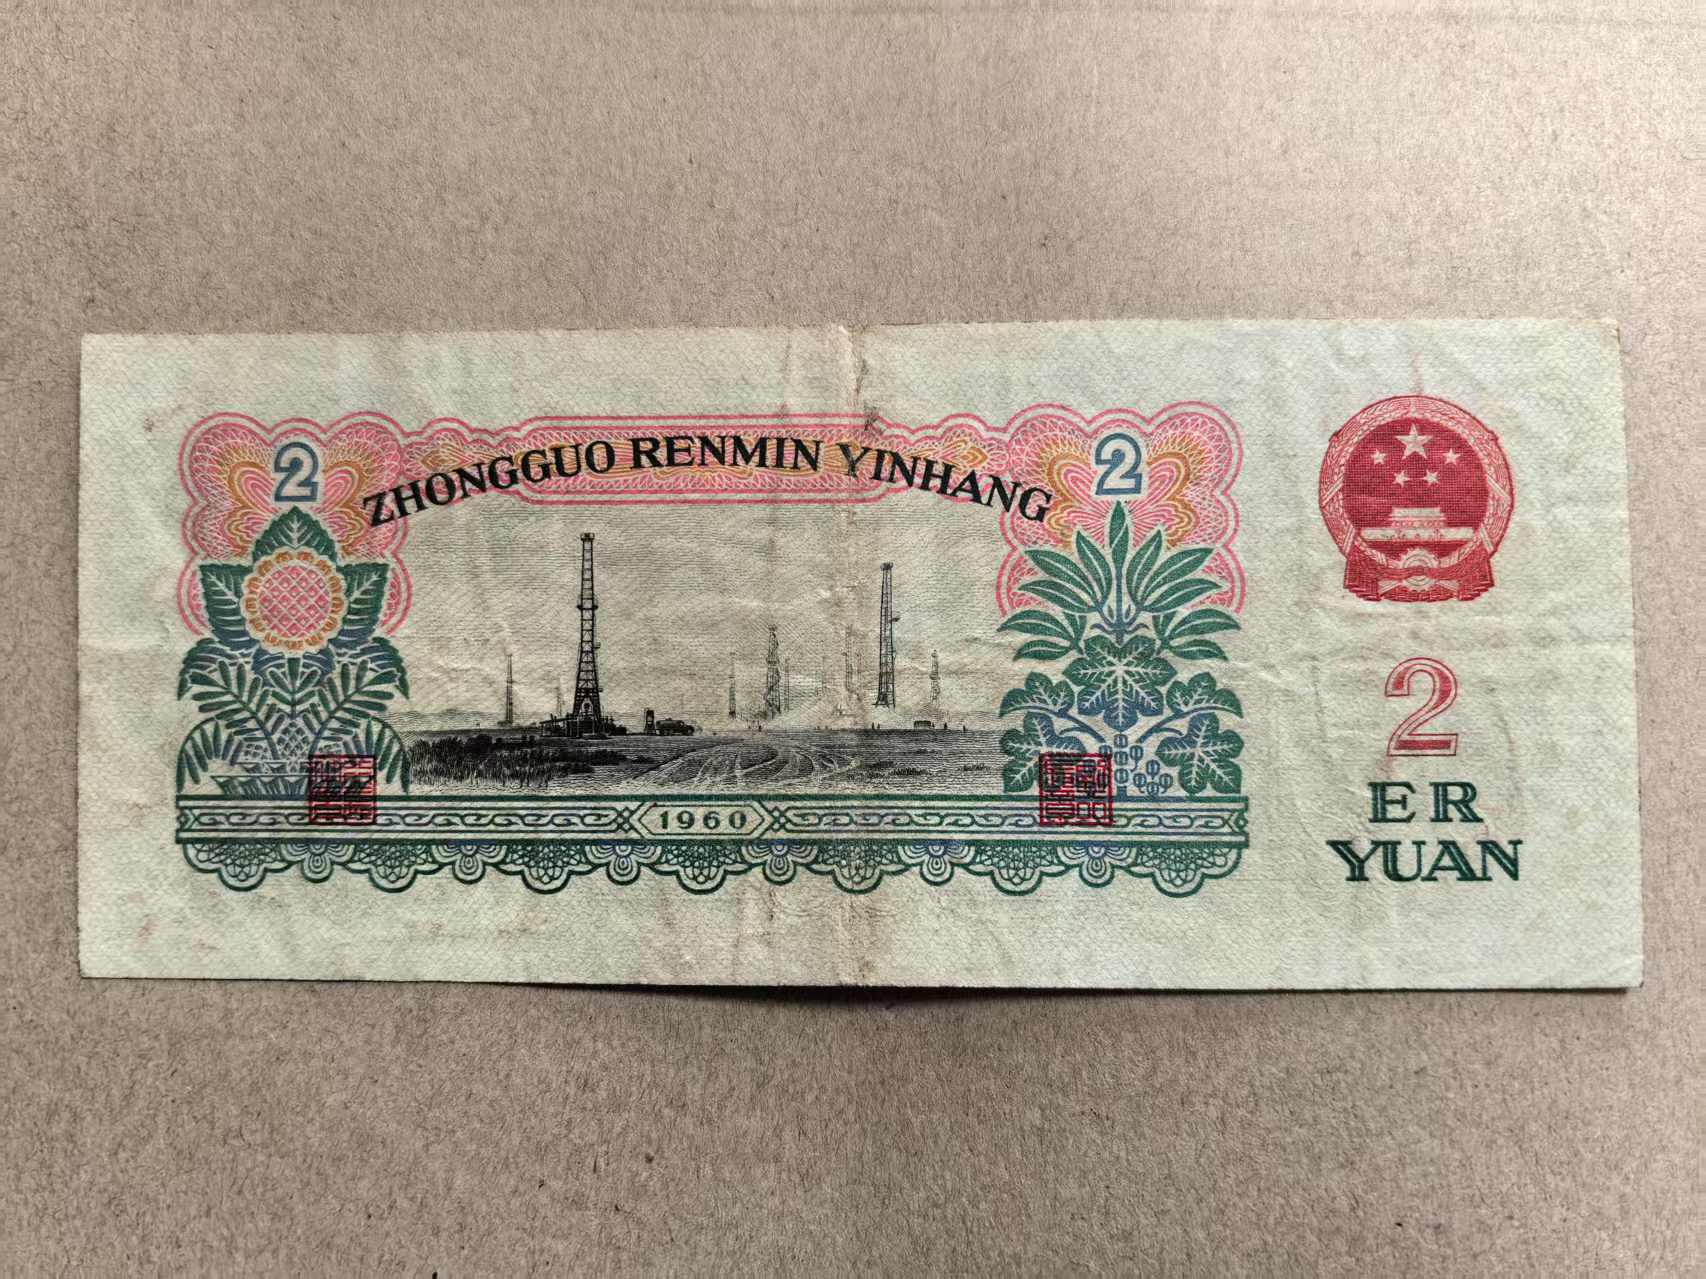 2
ZHONGGUO RENMIN YINHANG
2
1960
2
ER
YUAN